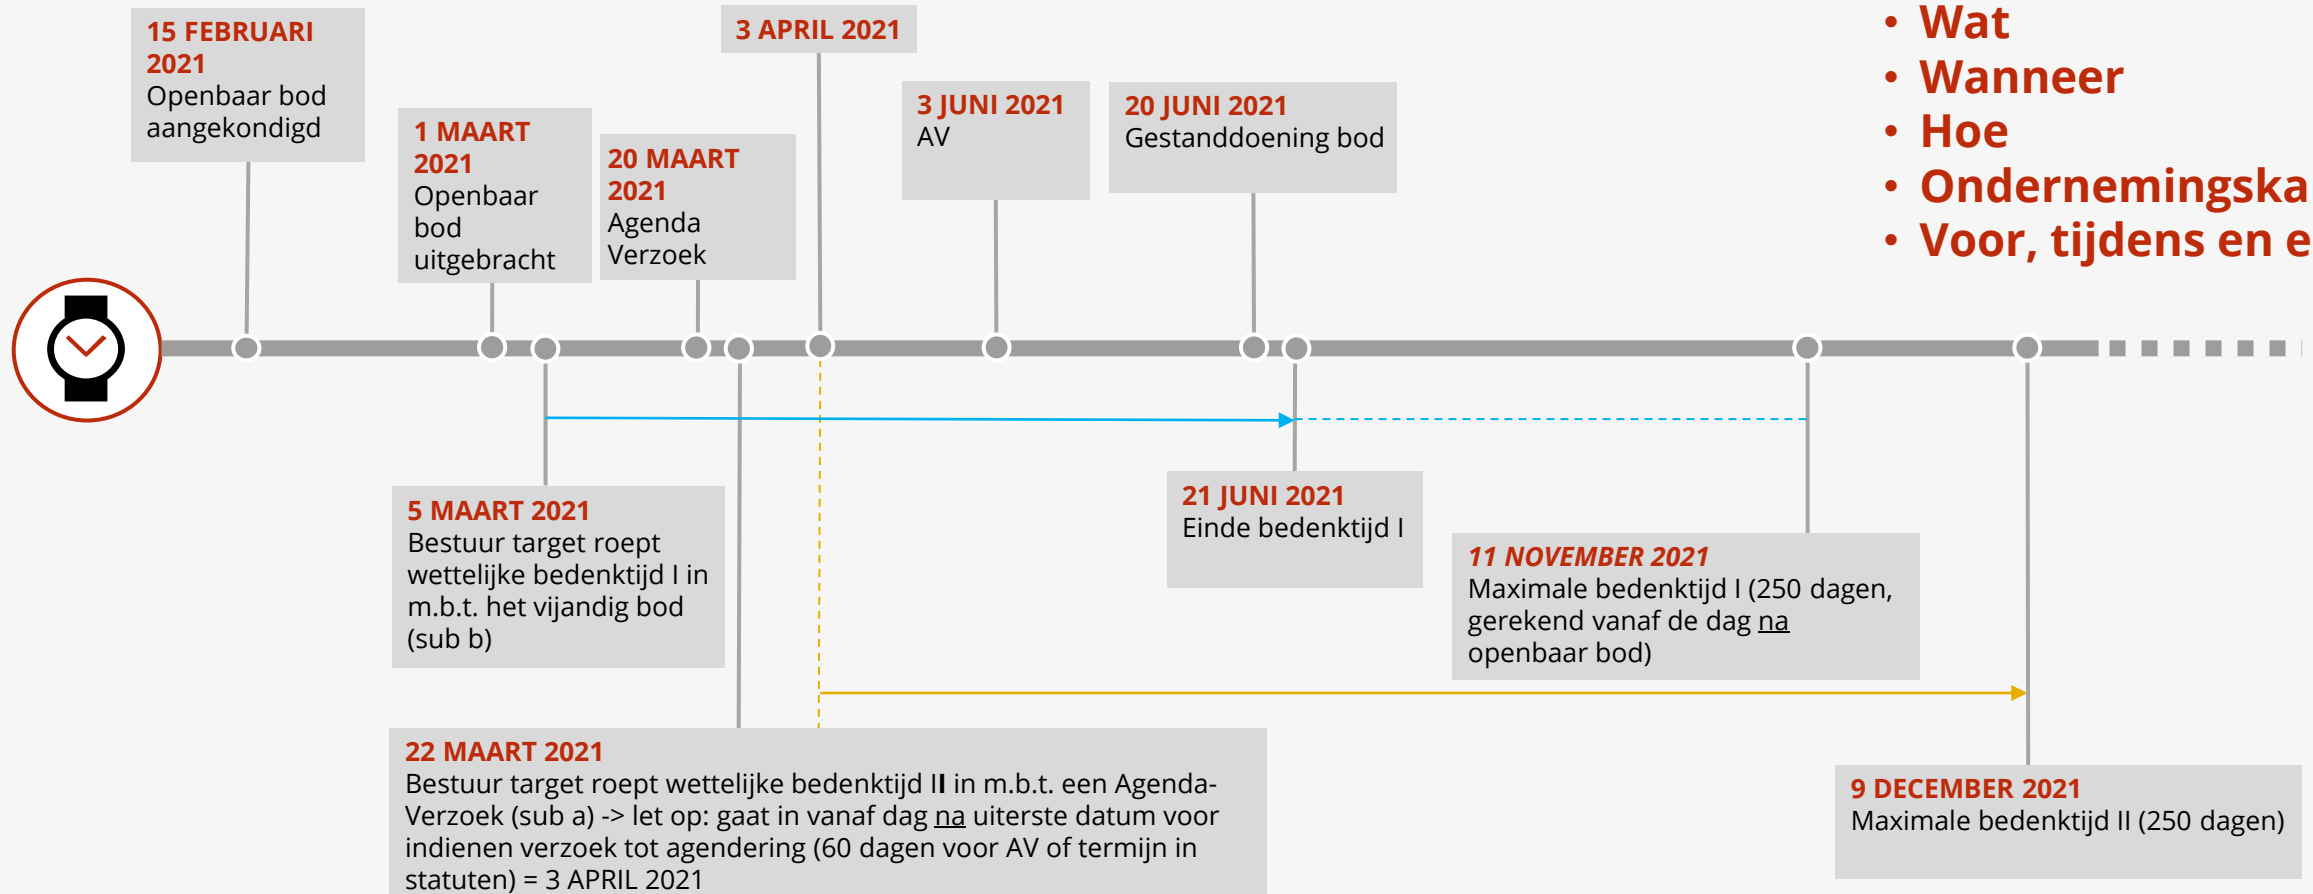 15 FEBRUARI
2021
Openbaar bod
aangekondigd
1 MAART
2021
Openbaar
bod
uitgebracht
20 MAART
2021
Agenda
Verzoek
3 APRIL 2021
3 JUNI 2021
AV
20 JUNI 2021
Gestanddoening bod
• Wat
• Wanneer
• Hoe
• Ondernemingska
• Voor, tijdens en e
5 MAART 2021
Bestuur target roept
wettelijke bedenktijd I in
m.b.t. het vijandig bod
(sub b)
21 JUNI 2021
Einde bedenktijd I
11 NOVEMBER 2021
Maximale bedenktijd I (250 dagen,
gerekend vanaf de dag na
openbaar bod)
22 MAART 2021
Bestuur target roept wettelijke bedenktijd II in m.b.t. een Agenda-
Verzoek (sub a) -> let op: gaat in vanaf dag na uiterste datum voor
indienen verzoek tot agendering (60 dagen voor AV of termijn in
statuten) = 3 APRIL 2021
9 DECEMBER 2021
Maximale bedenktijd II (250 dagen)